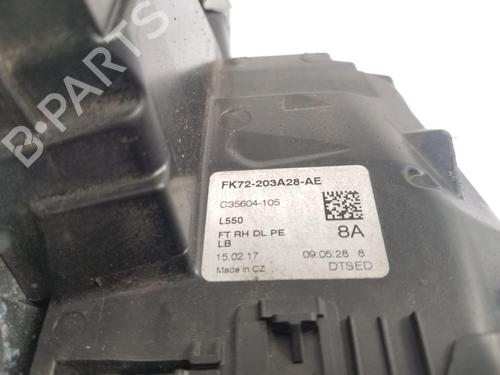 B-PARTS
FK72-203A28-AE
C35604-105
L550
FT RH DL PE
LB
8A
15.02.17 09:05:28 8
Made in CZ DTSED